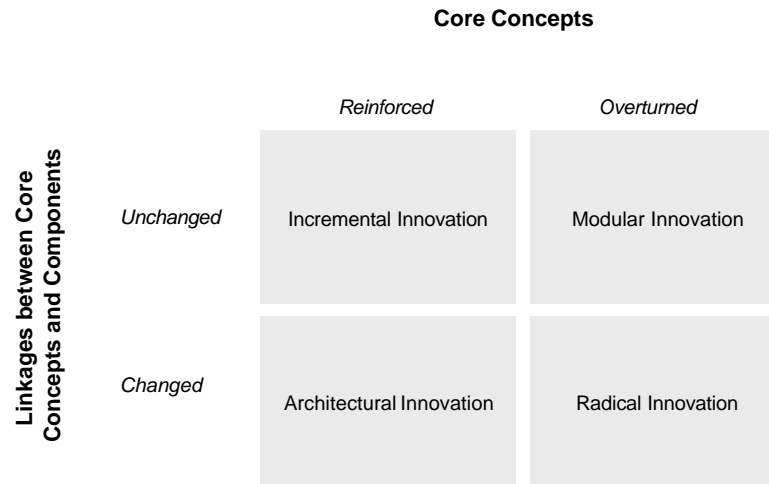 Core Concepts
Reinforced
Overturned
Linkages between Core
Concepts and Components
Unchanged
Incremental Innovation
Modular Innovation
Changed
Architectural Innovation
Radical Innovation